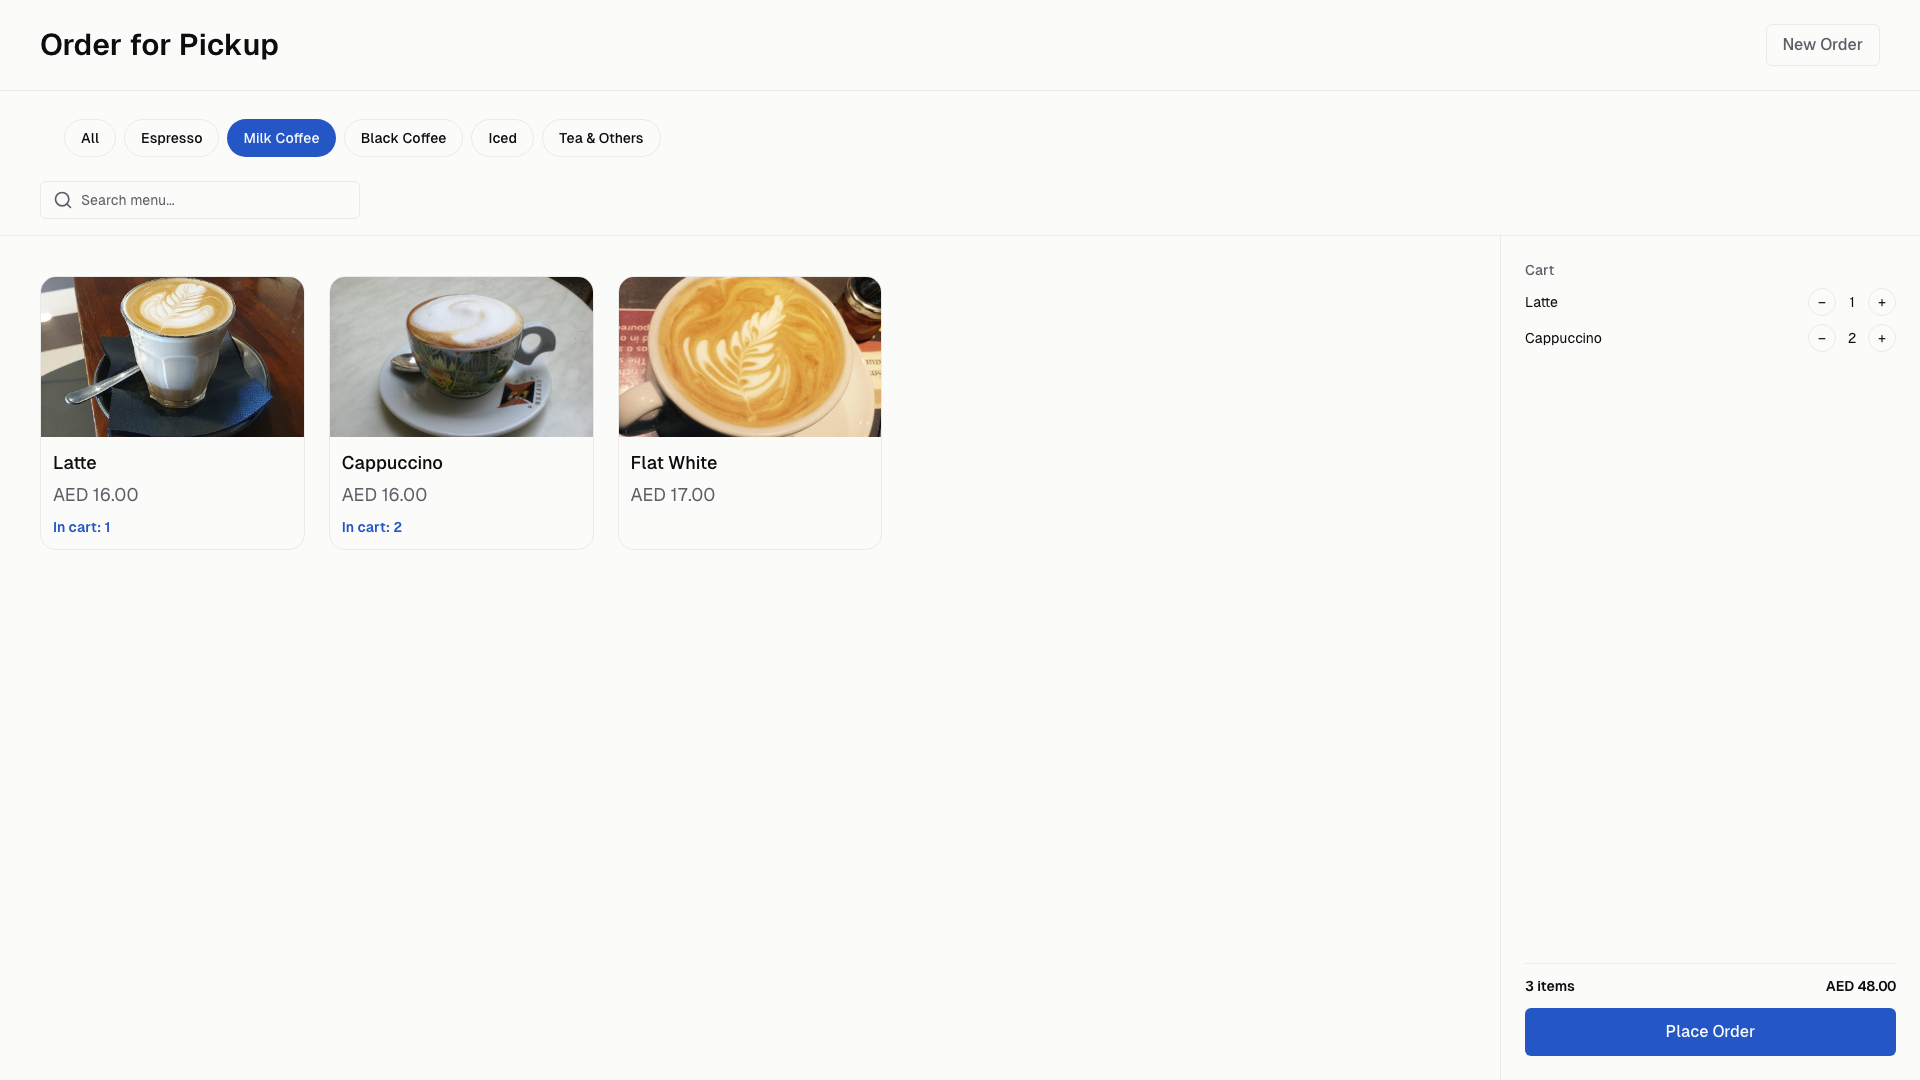 Order for Pickup
New Order
All
Espresso
Milk Coffee
Black Coffee
Iced
Tea & Others
Search menu...
Latte
AED 16.00
In cart: 1
Cappuccino
AED 16.00
In cart: 2
Flat White
AED 17.00
Cart
Latte
− 1 +
Cappuccino
− 2 +
3 items
AED 48.00
Place Order